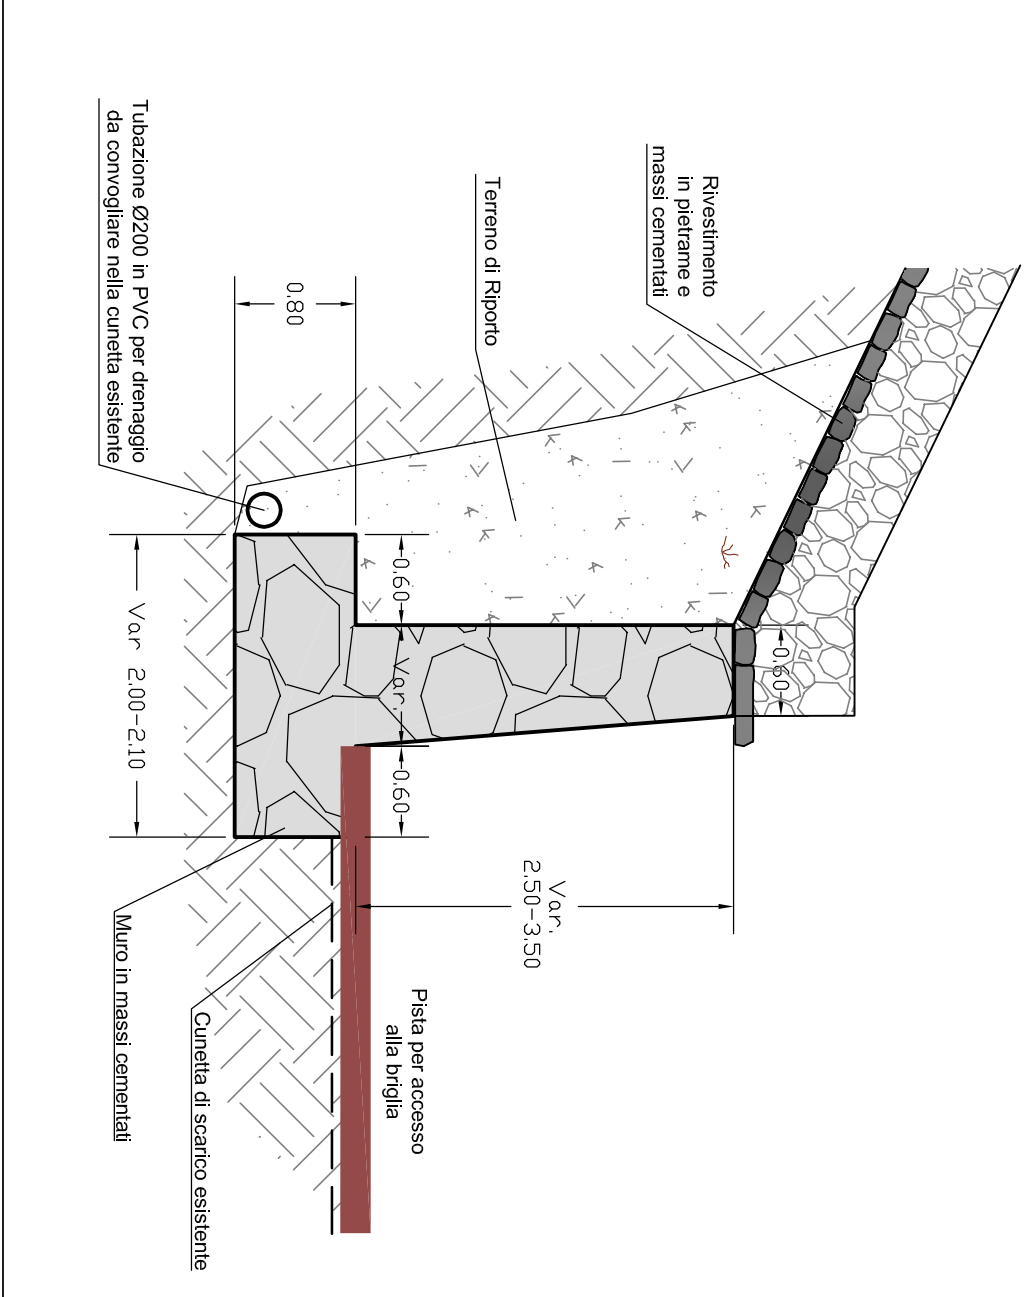 Rivestimento
in pietrame e
massi cementati
Terreno di Riporto
Tubazione Ø200 in PVC per drenaggio
da convogliare nella cunetta esistente
0.80
0.60
0.60
Var.
0.60
Var 2.00-2.10
Var.
2.50-3.50
Pista per accesso
alla briglia
Cunetta di scarico esistente
Muro in massi cementati